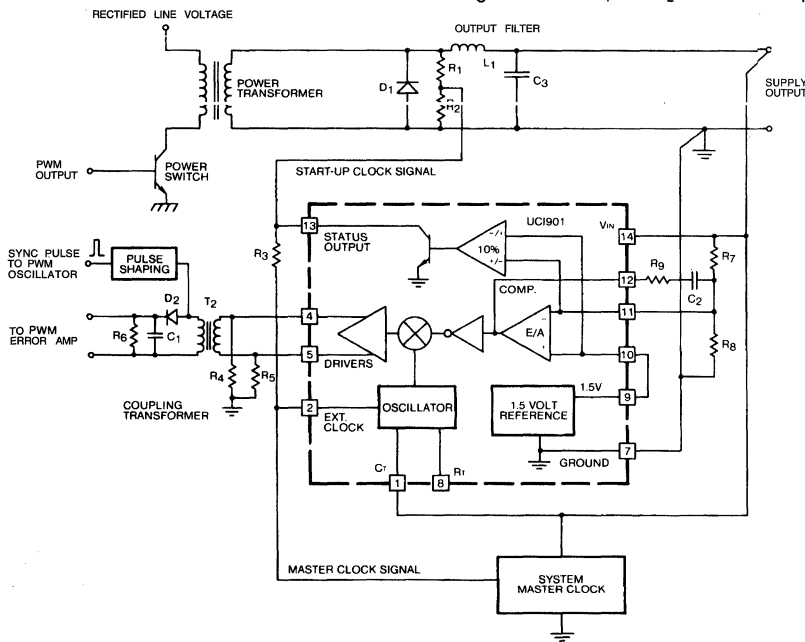 RECTIFIED LINE VOLTAGE
OUTPUT FILTER
POWER
TRANSFORMER
D1
R1
R2
L1
C3
SUPPLY
OUTPUT
PWM
OUTPUT
POWER
SWITCH
START-UP CLOCK SIGNAL
UCI901
13
STATUS
OUTPUT
10%
-/+
+/-
VIN
14
SYNC PULSE
TO PWM
OSCILLATOR
PULSE
SHAPING
R3
R9
R7
12
C2
COMP.
D2
T2
4
11
TO PWM
ERROR AMP
R6
C1
E/A
-
+
R8
5
DRIVERS
10
R4
R5
1.5V
9
COUPLING
TRANSFORMER
2
EXT.
CLOCK
OSCILLATOR
1.5 VOLT
REFERENCE
7
GROUND
CT
1
8
RT
MASTER CLOCK SIGNAL
SYSTEM
MASTER CLOCK